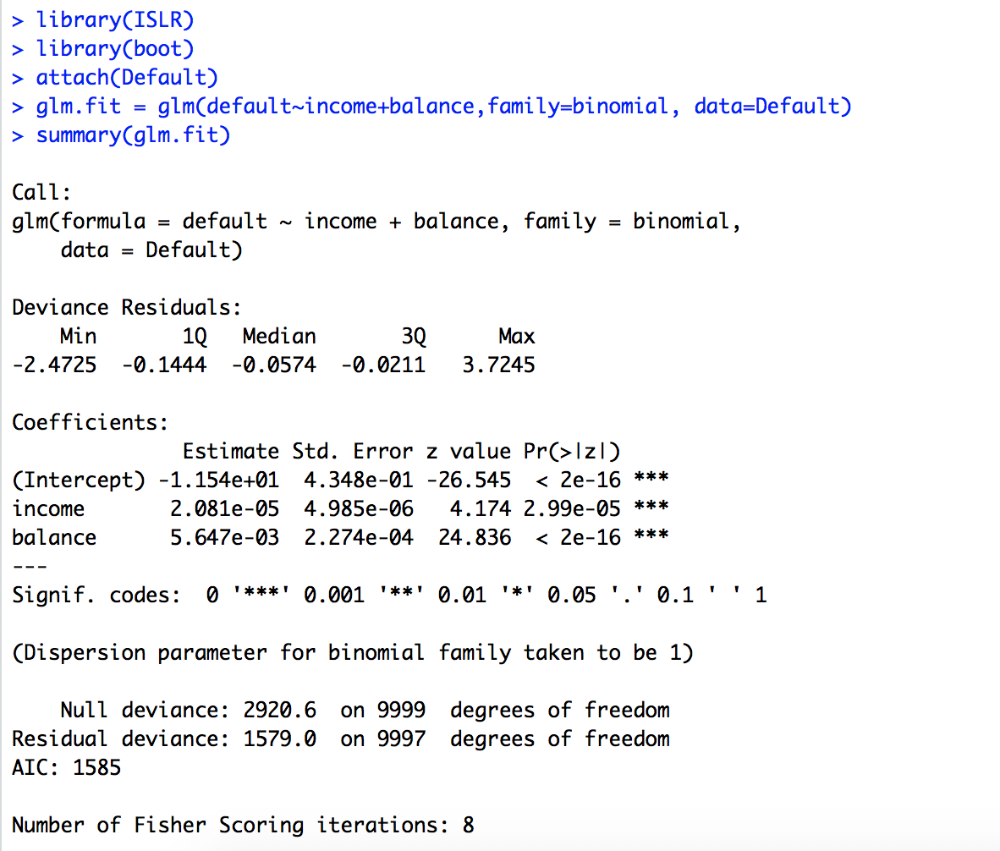 > library(ISLR)
> library(boot)
> attach(Default)
> glm.fit = glm(default~income+balance,family=binomial, data=Default)
> summary(glm.fit)

Call:
glm(formula = default ~ income + balance, family = binomial,
    data = Default)

Deviance Residuals:
    Min       1Q   Median       3Q      Max
-2.4725  -0.1444  -0.0574  -0.0211   3.7245

Coefficients:
              Estimate Std. Error z value Pr(>|z|)
(Intercept) -1.154e+01  4.348e-01 -26.545  < 2e-16 ***
income       2.081e-05  4.985e-06   4.174 2.99e-05 ***
balance      5.647e-03  2.274e-04  24.836  < 2e-16 ***
---
Signif. codes:  0 '***' 0.001 '**' 0.01 '*' 0.05 '.' 0.1 ' ' 1

(Dispersion parameter for binomial family taken to be 1)

    Null deviance: 2920.6  on 9999  degrees of freedom
Residual deviance: 1579.0  on 9997  degrees of freedom
AIC: 1585

Number of Fisher Scoring iterations: 8